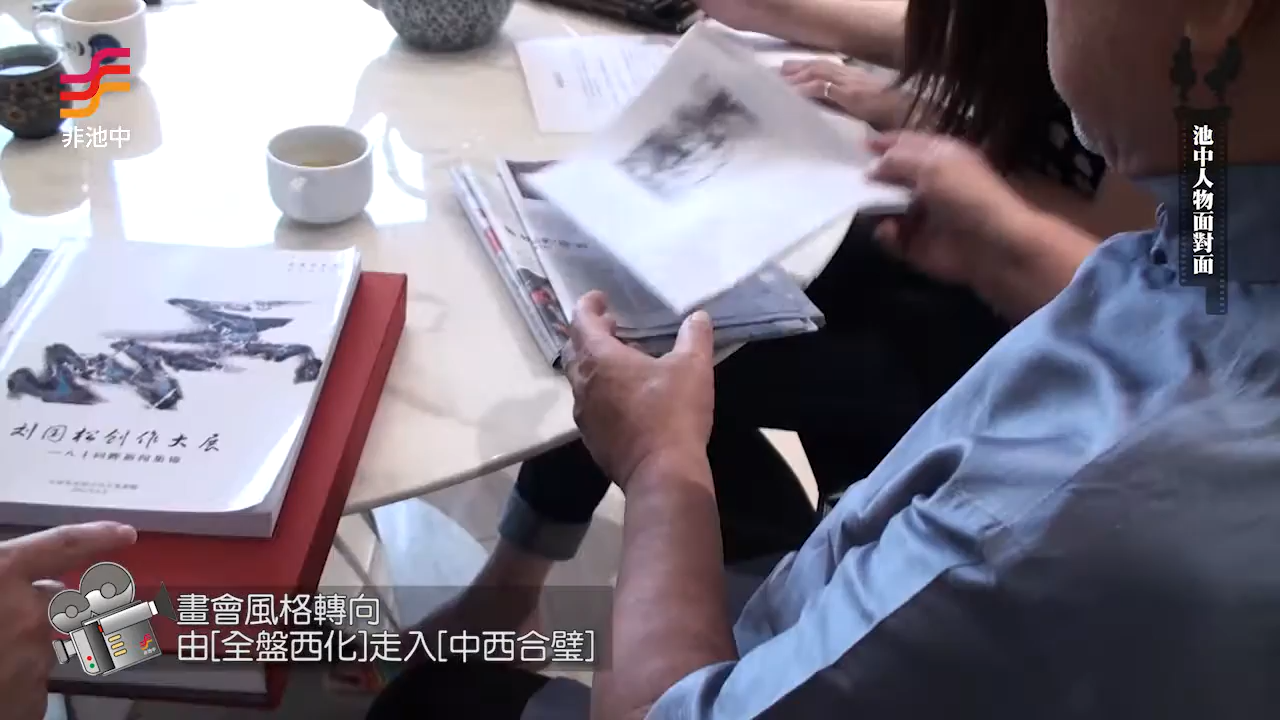 非池中
池中人物面對面
刘国松创作大展
畫會風格轉向
由[全盤西化]走入[中西合璧]